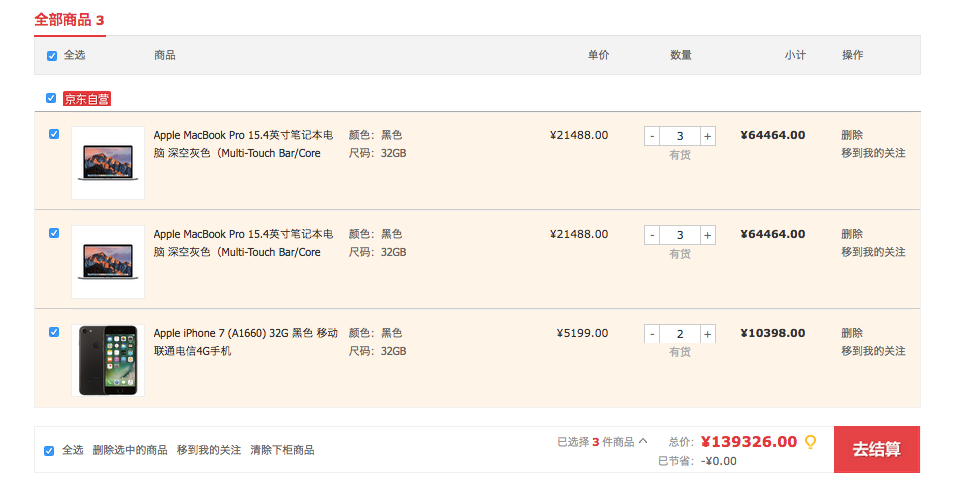 全部商品 3
全选 商品 单价 数量 小计 操作
京东自营
Apple MacBook Pro 15.4英寸笔记本电 颜色：黑色 ¥21488.00 - 3 + ¥64464.00 删除
脑 深空灰色（Multi-Touch Bar/Core 尺码：32GB 有货 移到我的关注
Apple MacBook Pro 15.4英寸笔记本电 颜色：黑色 ¥21488.00 - 3 + ¥64464.00 删除
脑 深空灰色（Multi-Touch Bar/Core 尺码：32GB 有货 移到我的关注
Apple iPhone 7 (A1660) 32G 黑色 移动 颜色：黑色 ¥5199.00 - 2 + ¥10398.00 删除
联通电信4G手机 尺码：32GB 有货 移到我的关注
已选择 3 件商品 总价： ¥139326.00
全选 删除选中的商品 移到我的关注 清除下柜商品 去结算
已节省：-¥0.00